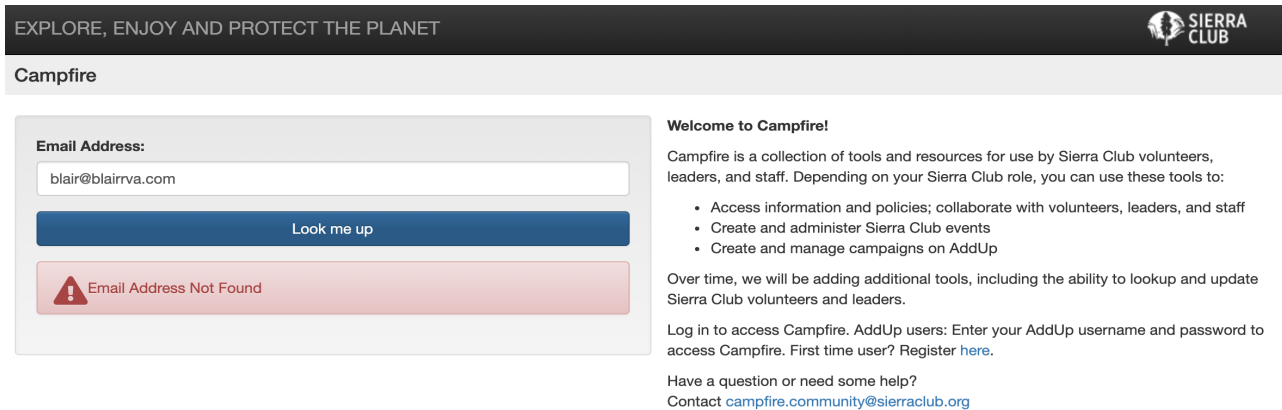 EXPLORE, ENJOY AND PROTECT THE PLANET
SIERRA
CLUB
Campfire
Email Address:
blair@blairrva.com
Look me up
Email Address Not Found
Welcome to Campfire!
Campfire is a collection of tools and resources for use by Sierra Club volunteers,
leaders, and staff. Depending on your Sierra Club role, you can use these tools to:
• Access information and policies; collaborate with volunteers, leaders, and staff
• Create and administer Sierra Club events
• Create and manage campaigns on AddUp
Over time, we will be adding additional tools, including the ability to lookup and update
Sierra Club volunteers and leaders.
Log in to access Campfire. AddUp users: Enter your AddUp username and password to
access Campfire. First time user? Register here.
Have a question or need some help?
Contact campfire.community@sierraclub.org